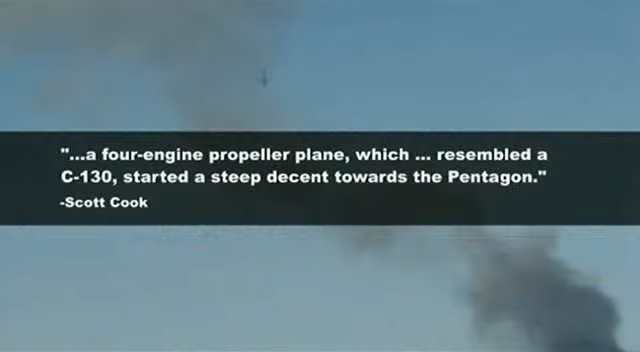 "...a four-engine propeller plane, which ... resembled a
C-130, started a steep decent towards the Pentagon."
-Scott Cook